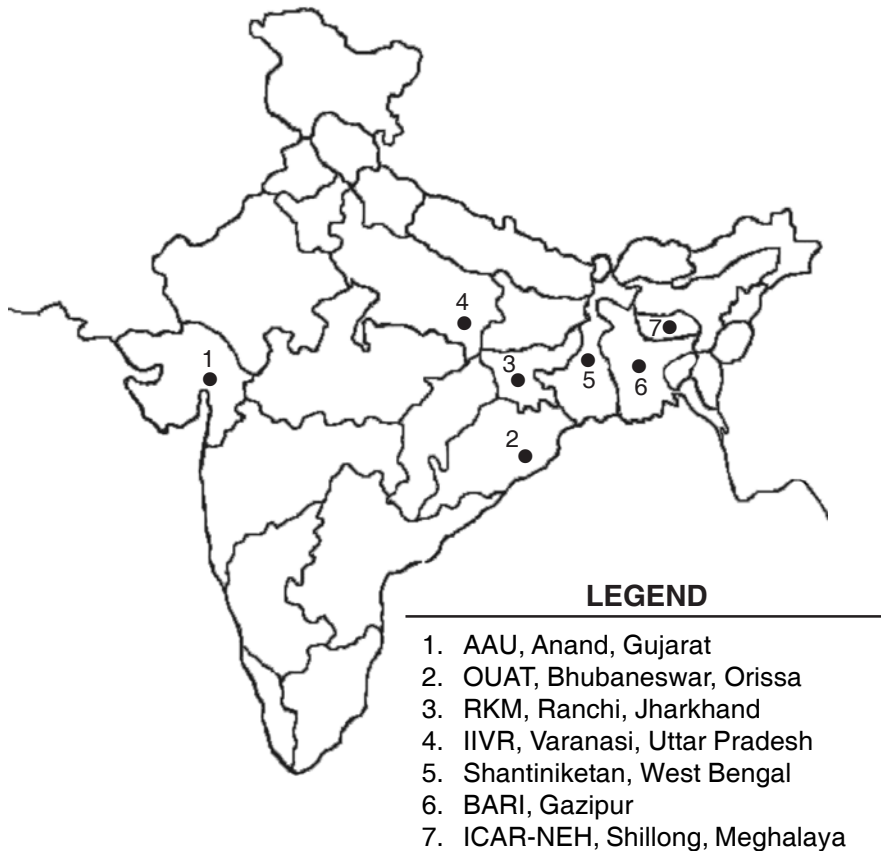 4
7
1
3
5
6
2
LEGEND
1. AAU, Anand, Gujarat
2. OUAT, Bhubaneswar, Orissa
3. RKM, Ranchi, Jharkhand
4. IIVR, Varanasi, Uttar Pradesh
5. Shantiniketan, West Bengal
6. BARI, Gazipur
7. ICAR-NEH, Shillong, Meghalaya